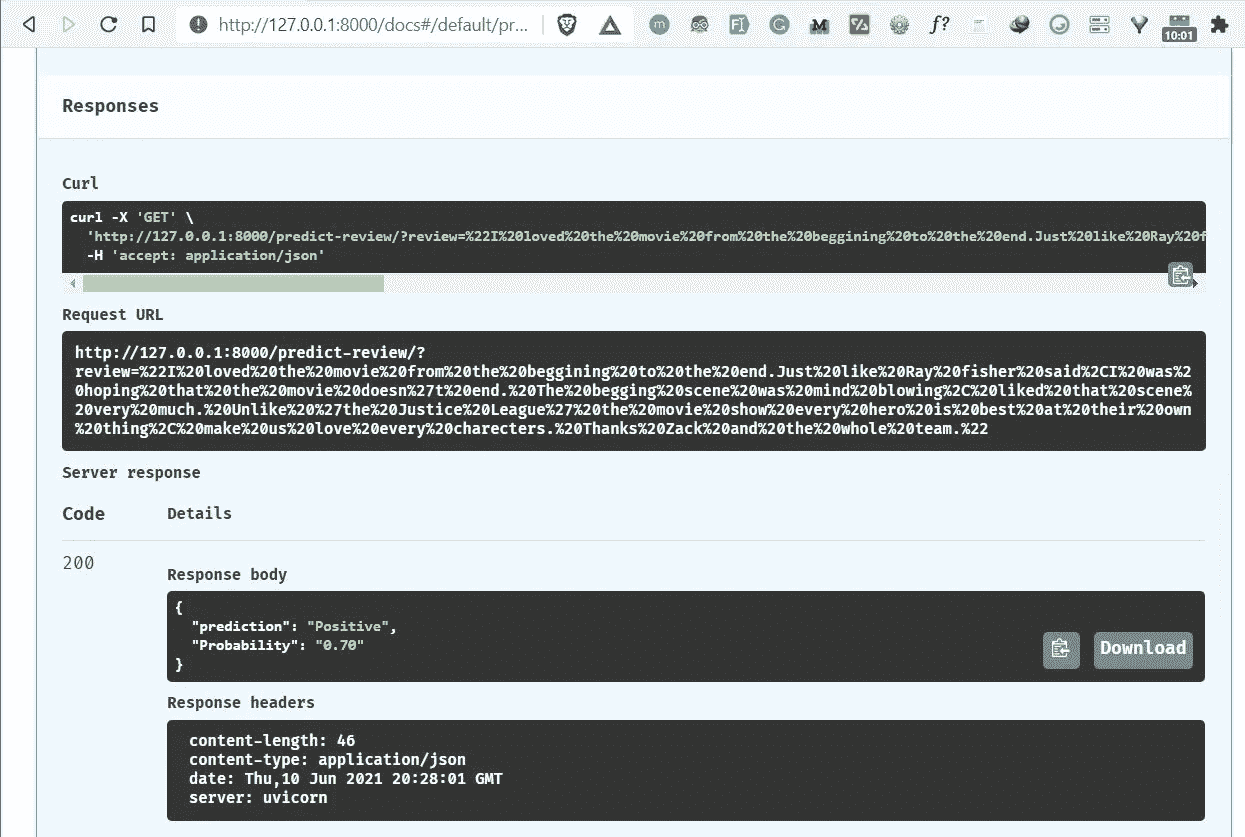 http://127.0.0.1:8000/docs#/default/pr...
m
FI
G
M
f?
10:01
Responses
Curl
curl -X 'GET' \
'http://127.0.0.1:8000/predict-review/?review=%22I%20loved%20the%20movie%20from%20the%20beggining%20to%20the%20end.Just%20like%20Ray%20f
-H 'accept: application/json'
Request URL
http://127.0.0.1:8000/predict-review/?
review=%22I%20loved%20the%20movie%20from%20the%20beggining%20to%20the%20end.Just%20like%20Ray%20fisher%20said%2CI%20was%2
0hoping%20that%20the%20movie%20doesn%27t%20end.%20The%20begging%20scene%20was%20mind%20blowing%2C%20liked%20that%20scene%
20very%20much.%20Unlike%20%27the%20Justice%20League%27%20the%20movie%20show%20every%20hero%20is%20best%20at%20their%20own
%20thing%2C%20make%20us%20love%20every%20charecters.%20Thanks%20Zack%20and%20the%20whole%20team.%22
Server response
Code Details
200
Response body
{
"prediction": "Positive",
"Probability": "0.70"
}
Download
Response headers
content-length: 46
content-type: application/json
date: Thu,10 Jun 2021 20:28:01 GMT
server: uvicorn